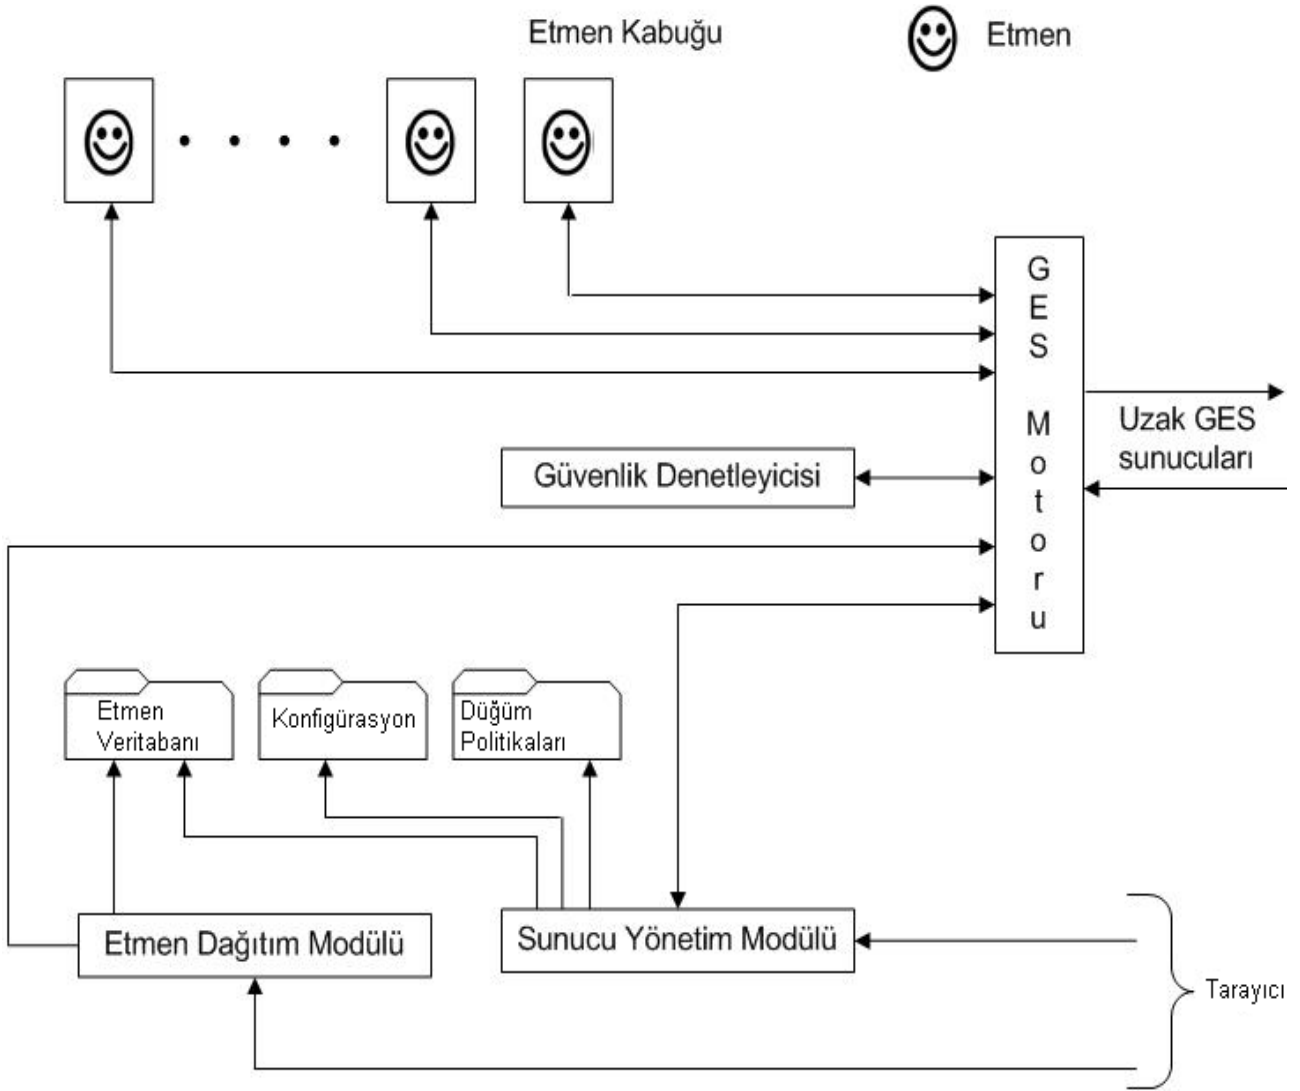 Etmen Kabuğu
Etmen
G
E
S
M
o
t
o
r
u
Uzak GES
sunucuları
Güvenlik Denetleyicisi
Etmen
Veritabanı
Konfigürasyon
Düğüm
Politikaları
Etmen Dağıtım Modülü
Sunucu Yönetim Modülü
Tarayıcı